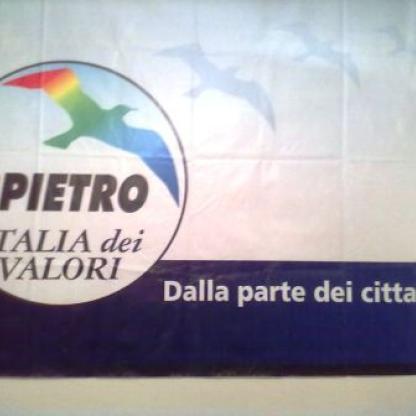 PIETRO
TALIA dei
VALORI
Dalla parte dei citta